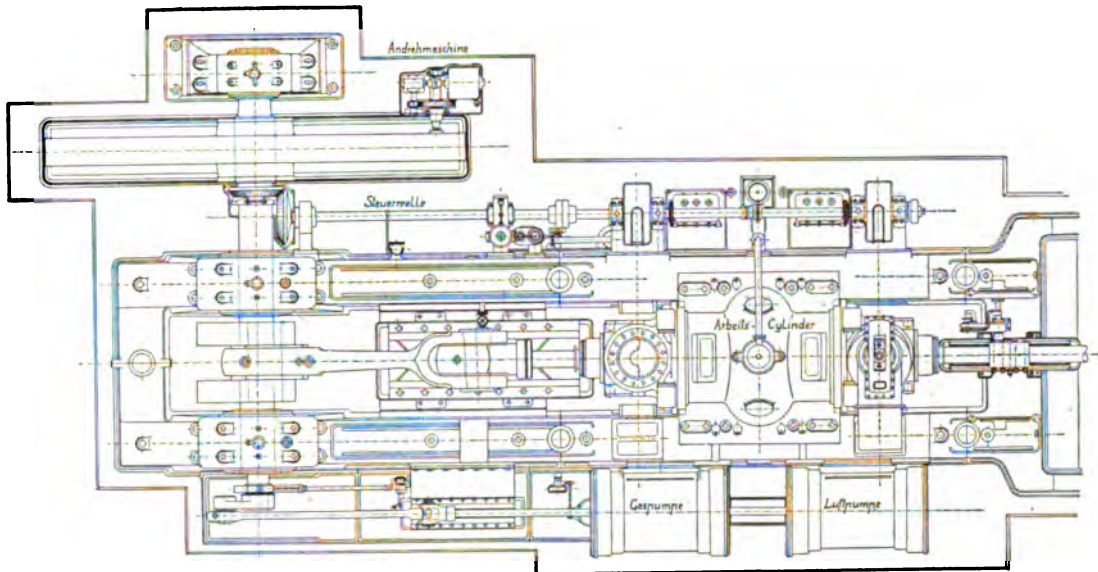 Andrehmaschine
Steuerwelle
Arbeits-Cylinder
Gaspumpe
Luftpumpe